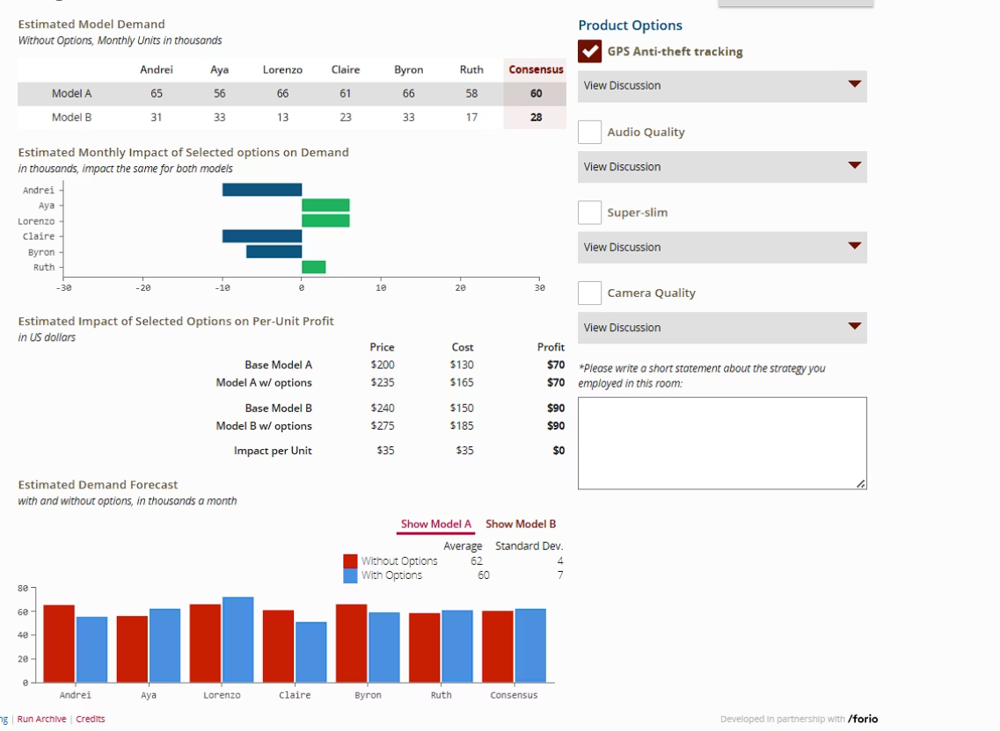 Estimated Model Demand
Without Options, Monthly Units in thousands
Andrei Aya Lorenzo Claire Byron Ruth Consensus
Model A 65 56 66 61 66 58 60
Model B 31 33 13 23 33 17 28
Estimated Monthly Impact of Selected options on Demand
in thousands, impact the same for both models
Andrei
Aya
Lorenzo
Claire
Byron
Ruth
-30 -20 -10 0 10 20 30
Estimated Impact of Selected Options on Per-Unit Profit
in US dollars
Price Cost Profit
Base Model A $200 $130 $70
Model A w/ options $235 $165 $70
Base Model B $240 $150 $90
Model B w/ options $275 $185 $90
Impact per Unit $35 $35 $0
Estimated Demand Forecast
with and without options, in thousands a month
Show Model A Show Model B
Average Standard Dev.
Without Options 62 4
With Options 60 7
80
60
40
20
0
Andrei Aya Lorenzo Claire Byron Ruth Consensus
Product Options
GPS Anti-theft tracking
View Discussion
Audio Quality
View Discussion
Super-slim
View Discussion
Camera Quality
View Discussion
*Please write a short statement about the strategy you
employed in this room:
ng | Run Archive | Credits
Developed in partnership with /forio